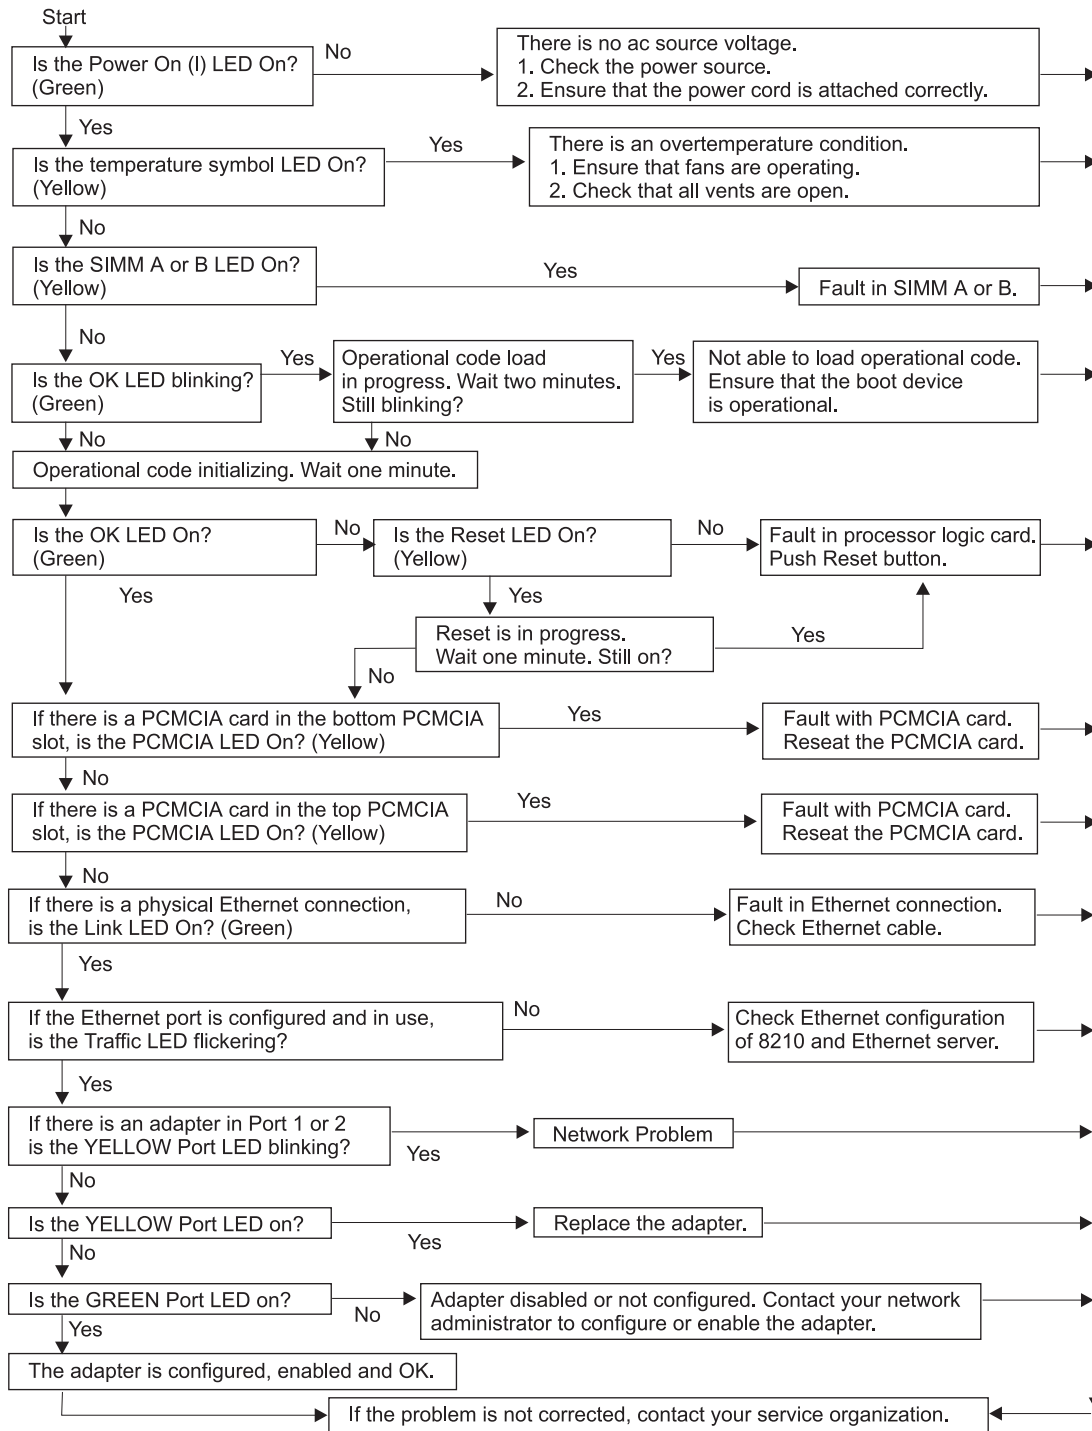 Start
Is the Power On (I) LED On?
(Green)
No
There is no ac source voltage.
1. Check the power source.
2. Ensure that the power cord is attached correctly.
Yes
Is the temperature symbol LED On?
(Yellow)
Yes
There is an overtemperature condition.
1. Ensure that fans are operating.
2. Check that all vents are open.
No
Is the SIMM A or B LED On?
(Yellow)
Yes
Fault in SIMM A or B.
No
Is the OK LED blinking?
(Green)
Yes
Operational code load
in progress. Wait two minutes.
Still blinking?
Yes
Not able to load operational code.
Ensure that the boot device
is operational.
No
No
Operational code initializing. Wait one minute.
Is the OK LED On?
(Green)
No
Is the Reset LED On?
(Yellow)
No
Fault in processor logic card.
Push Reset button.
Yes
Yes
Reset is in progress.
Wait one minute. Still on?
Yes
No
If there is a PCMCIA card in the bottom PCMCIA
slot, is the PCMCIA LED On? (Yellow)
Yes
Fault with PCMCIA card.
Reseat the PCMCIA card.
No
If there is a PCMCIA card in the top PCMCIA
slot, is the PCMCIA LED On? (Yellow)
Yes
Fault with PCMCIA card.
Reseat the PCMCIA card.
No
If there is a physical Ethernet connection,
is the Link LED On? (Green)
No
Fault in Ethernet connection.
Check Ethernet cable.
Yes
If the Ethernet port is configured and in use,
is the Traffic LED flickering?
No
Check Ethernet configuration
of 8210 and Ethernet server.
Yes
If there is an adapter in Port 1 or 2
is the YELLOW Port LED blinking?
Yes
Network Problem
No
Is the YELLOW Port LED on?
Yes
Replace the adapter.
No
Is the GREEN Port LED on?
No
Adapter disabled or not configured. Contact your network
administrator to configure or enable the adapter.
Yes
The adapter is configured, enabled and OK.
If the problem is not corrected, contact your service organization.